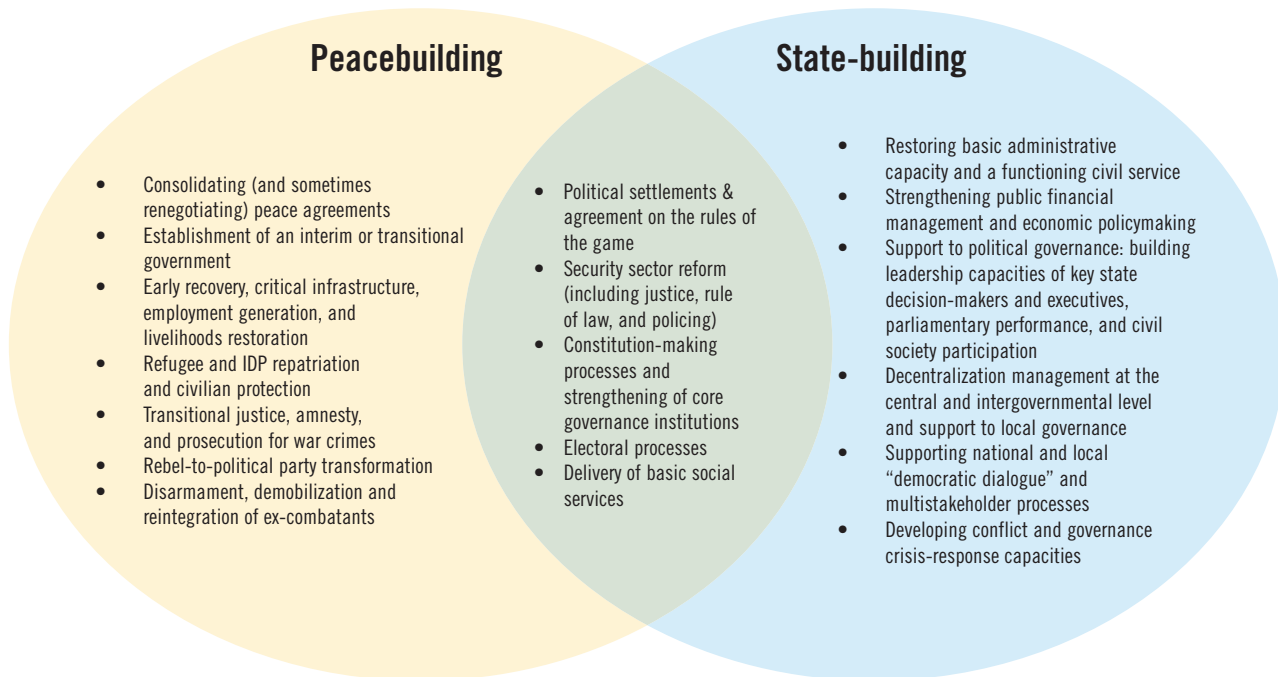 Peacebuilding
• Consolidating (and sometimes
renegotiating) peace agreements
• Establishment of an interim or transitional
government
• Early recovery, critical infrastructure,
employment generation, and
livelihoods restoration
• Refugee and IDP repatriation
and civilian protection
• Transitional justice, amnesty,
and prosecution for war crimes
• Rebel-to-political party transformation
• Disarmament, demobilization and
reintegration of ex-combatants
• Political settlements &
agreement on the rules of
the game
• Security sector reform
(including justice, rule
of law, and policing)
• Constitution-making
processes and
strengthening of core
governance institutions
• Electoral processes
• Delivery of basic social
services
State-building
• Restoring basic administrative
capacity and a functioning civil service
• Strengthening public financial
management and economic policymaking
• Support to political governance: building
leadership capacities of key state
decision-makers and executives,
parliamentary performance, and civil
society participation
• Decentralization management at the
central and intergovernmental level
and support to local governance
• Supporting national and local
“democratic dialogue” and
multistakeholder processes
• Developing conflict and governance
crisis-response capacities